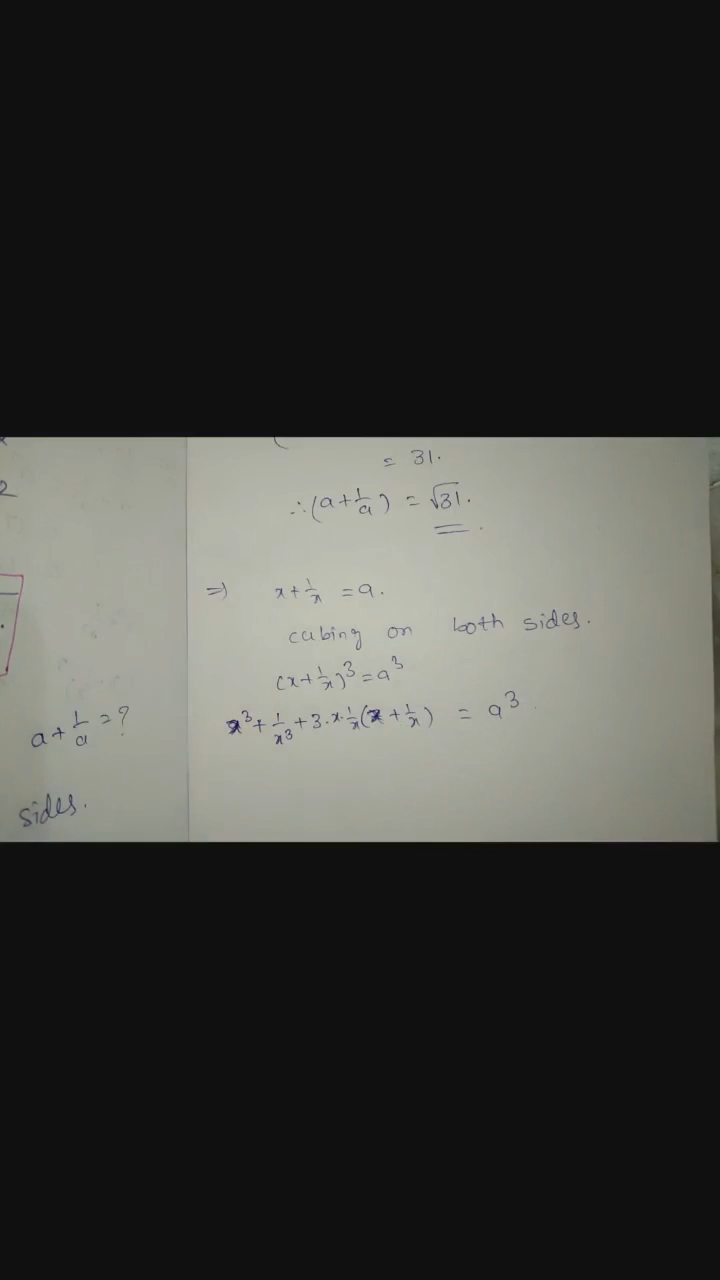 2
a + 1/a = ?
sides.
= 31.
∴ (a + 1/a) = √31.
⇒ x + 1/x = a.
cubing on both sides.
(x + 1/x)³ = a³
x³ + 1/x³ + 3·x·1/x(x + 1/x) = a³